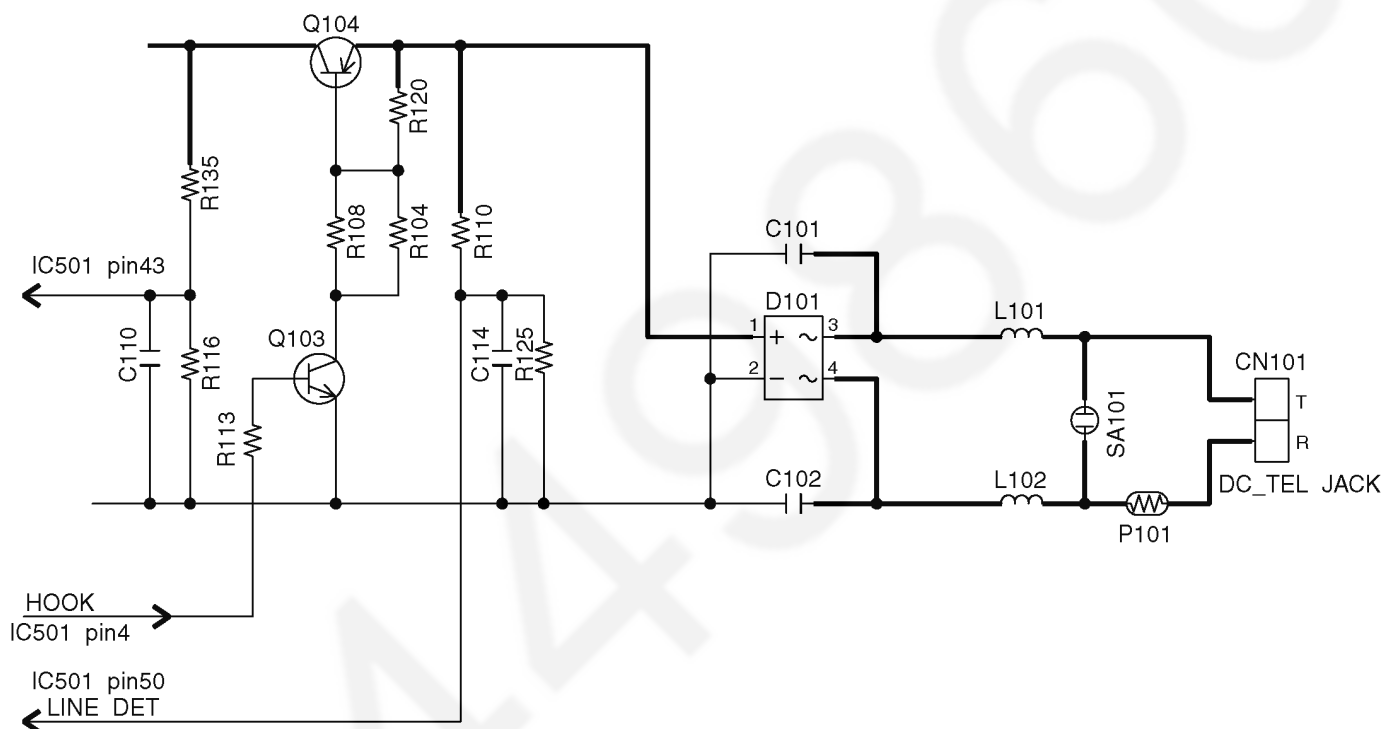 Q104
R120
R135
R108
R104
R110
IC501 pin43
C101
D101
1 + ~ 3
2 - ~ 4
L101
CN101
T
R
DC_TEL JACK
SA101
Q103
C110
R116
C114
R125
R113
C102
L102
P101
HOOK
IC501 pin4
IC501 pin50
LINE DET